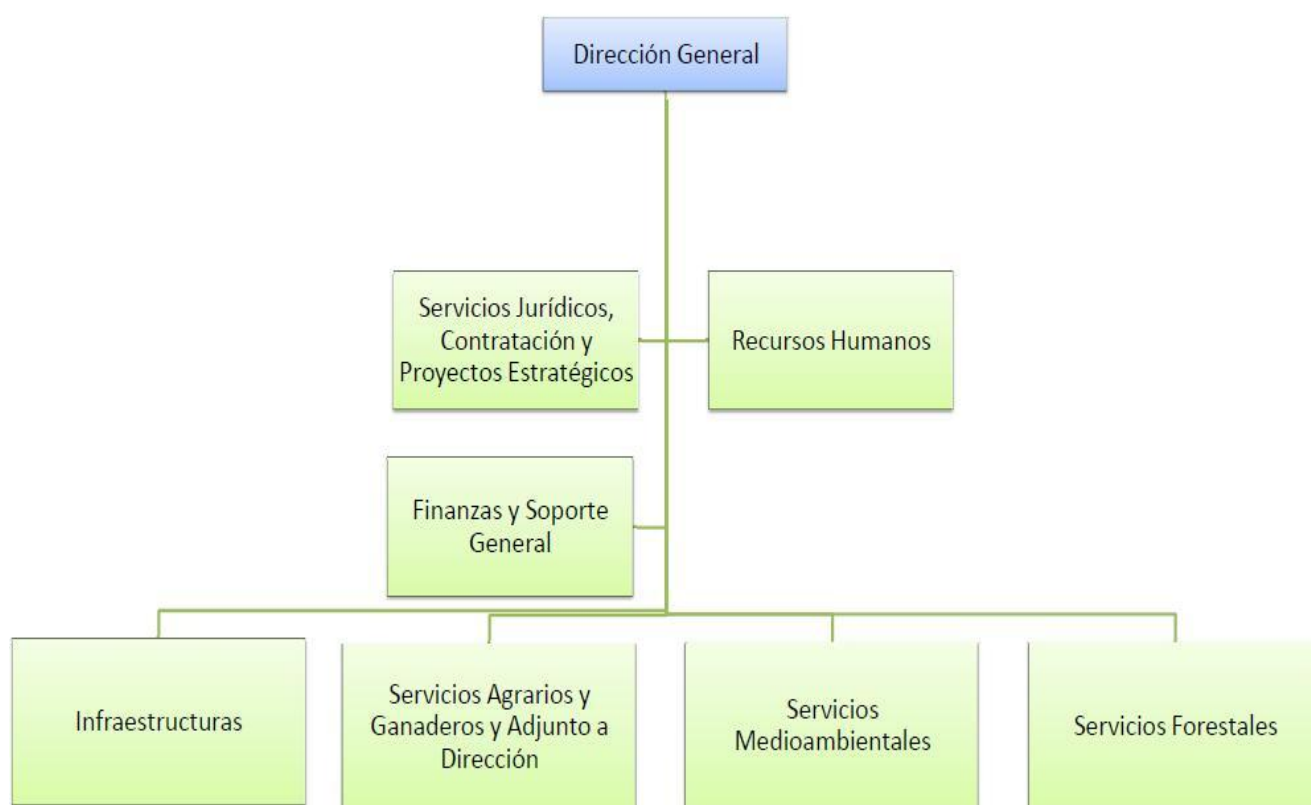 Dirección General
Servicios Jurídicos,
Contratación y
Proyectos Estratégicos
Recursos Humanos
Finanzas y Soporte
General
Infraestructuras
Servicios Agrarios y
Ganaderos y Adjunto a
Dirección
Servicios
Medioambientales
Servicios Forestales